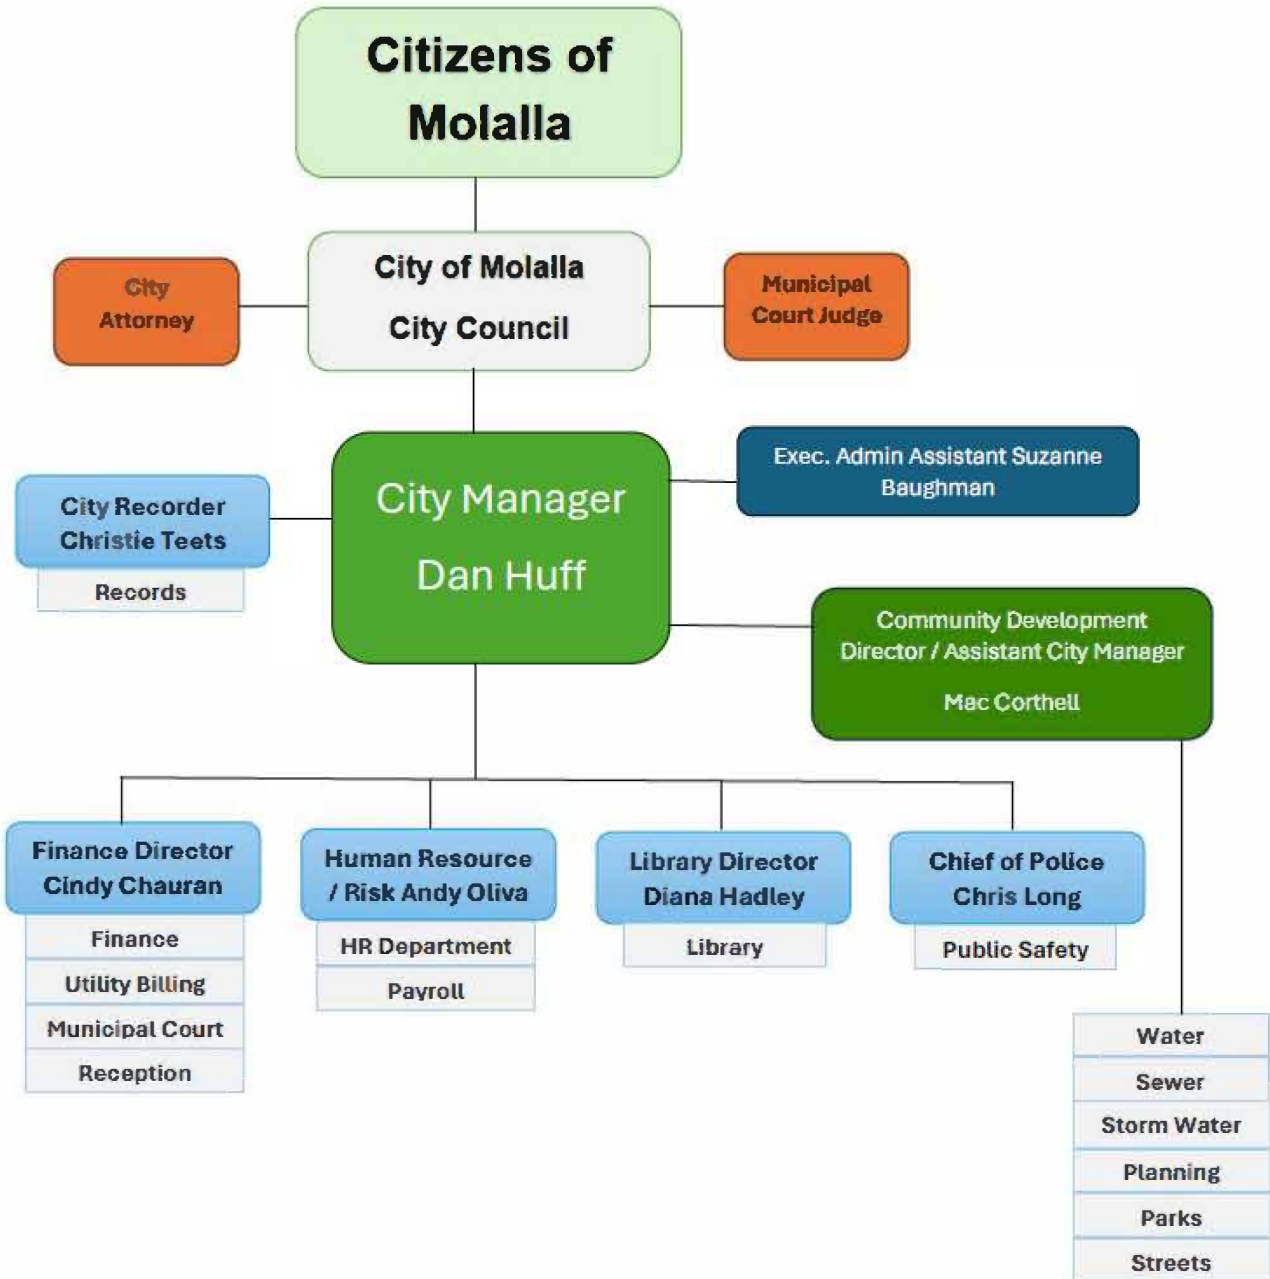 Citizens of
Molalla
City of Molalla
City Council
City
Attorney
Municipal
Court Judge
City Manager
Dan Huff
Exec. Admin Assistant Suzanne
Baughman
City Recorder
Christie Teets
Records
Community Development
Director / Assistant City Manager
Mac Corthell
Finance Director
Cindy Chauran
Finance
Utility Billing
Municipal Court
Reception
Human Resource
/ Risk Andy Oliva
HR Department
Payroll
Library Director
Diana Hadley
Library
Chief of Police
Chris Long
Public Safety
Water
Sewer
Storm Water
Planning
Parks
Streets